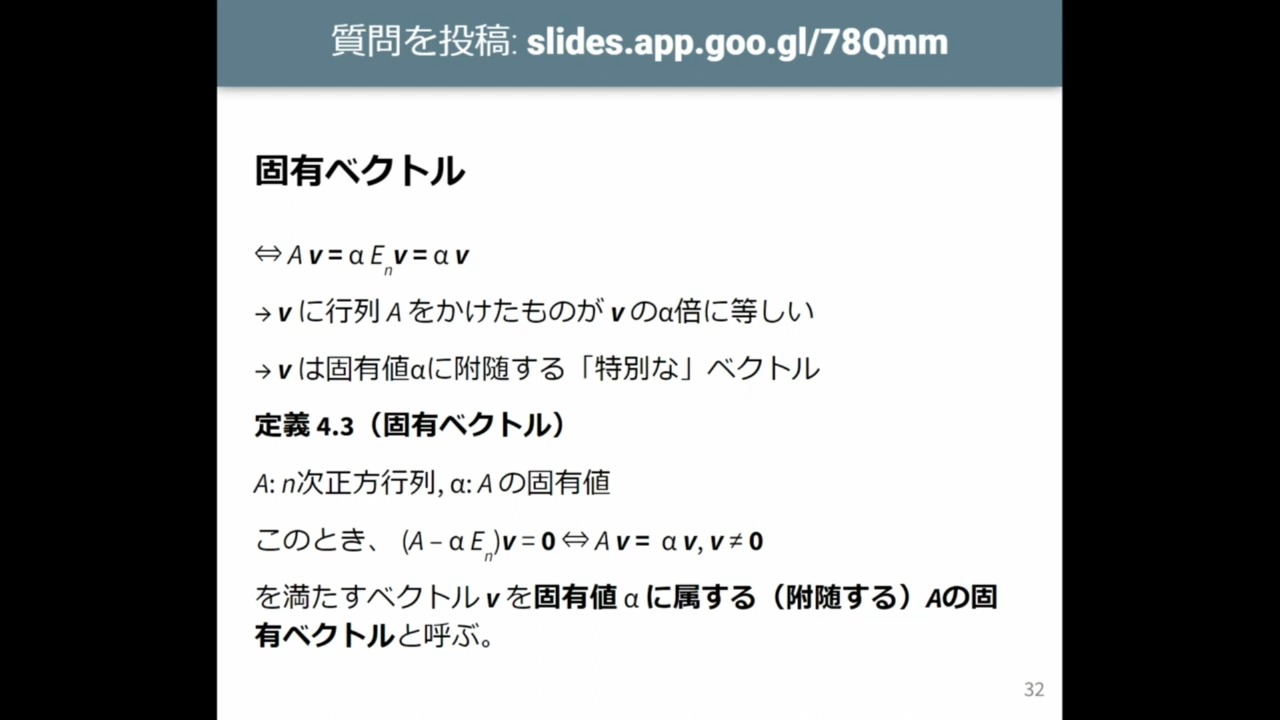 質問を投稿: slides.app.goo.gl/78Qmm
固有ベクトル
⇔ A v = α Env = α v
→ v に行列 A をかけたものが v のα倍に等しい
→ v は固有値αに附随する「特別な」ベクトル
定義 4.3（固有ベクトル）
A: n次正方行列, α: A の固有値
このとき、 (A – α En)v = 0 ⇔ A v = α v, v ≠ 0
を満たすベクトル v を固有値 α に属する（附随する）Aの固
有ベクトルと呼ぶ。
32